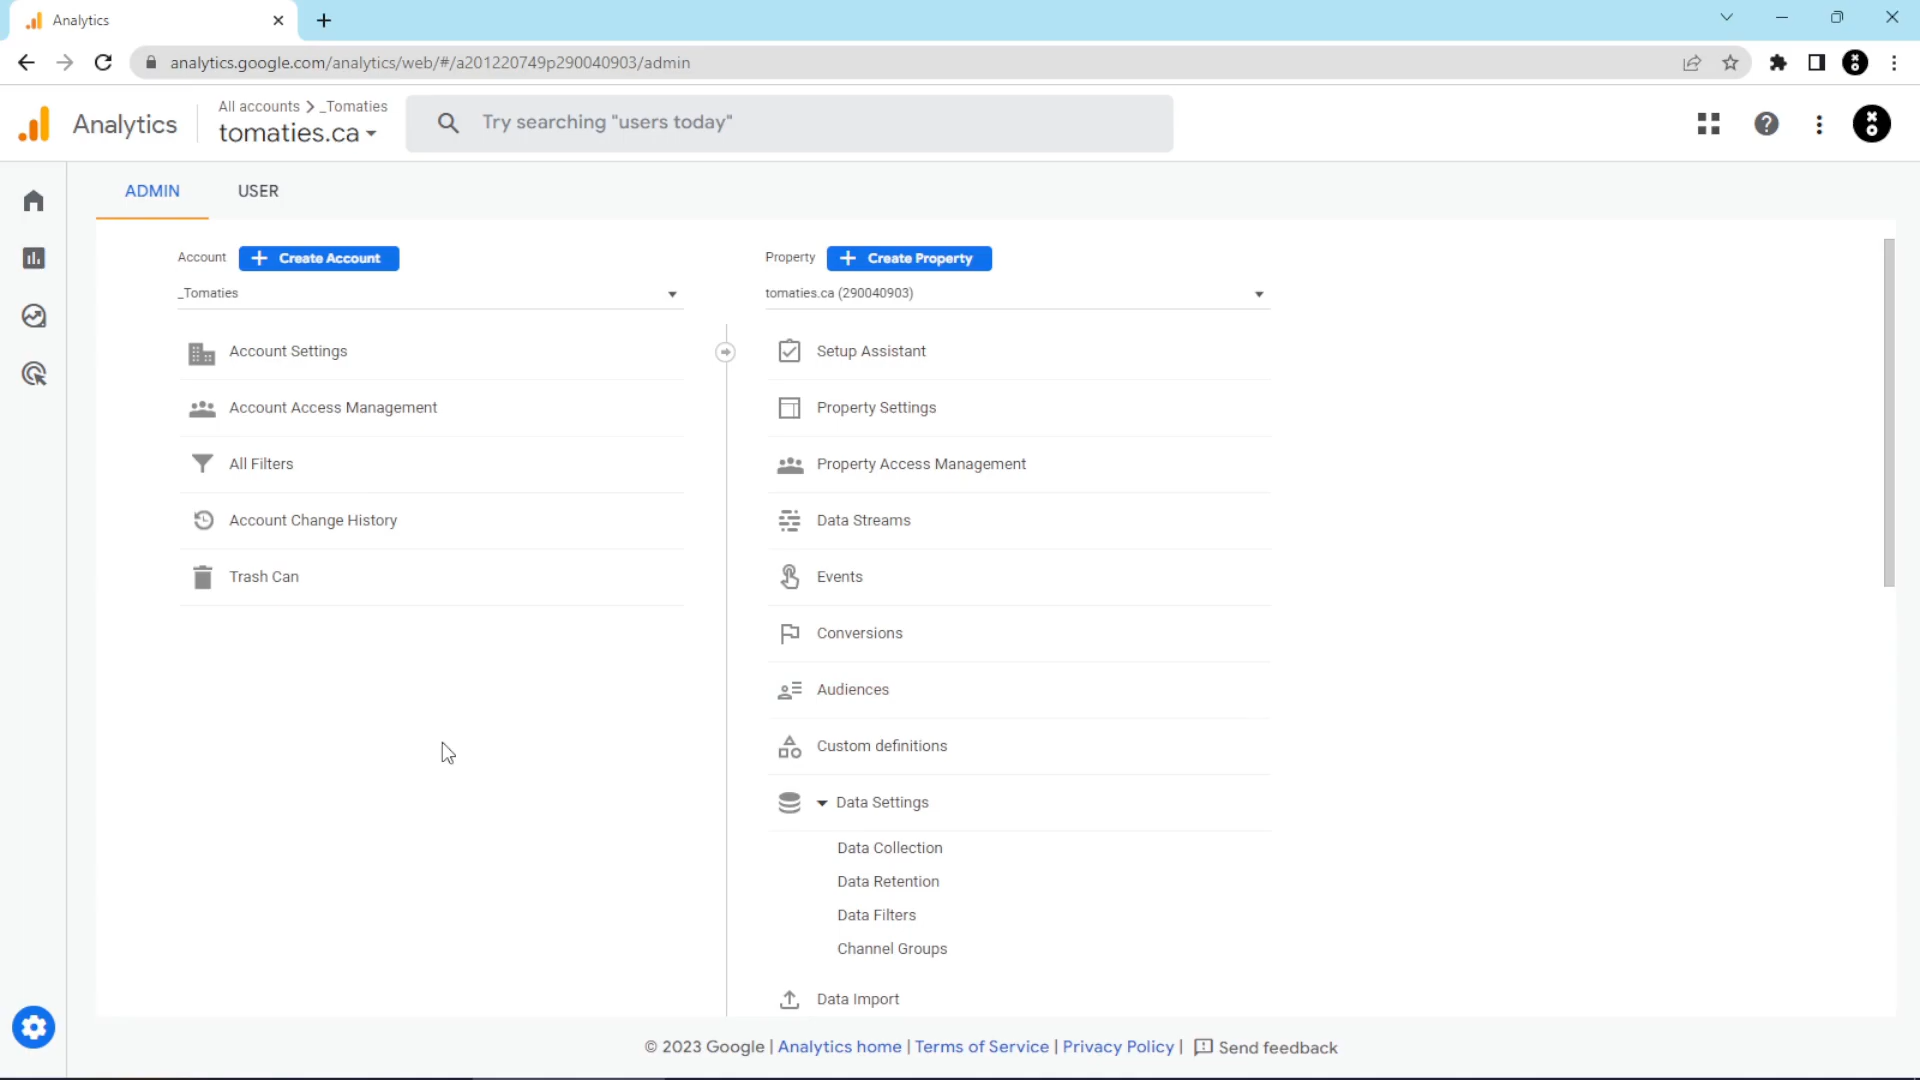 Analytics
analytics.google.com/analytics/web/#/a201220749p290040903/admin
Analytics
All accounts > _Tomaties
tomaties.ca
Try searching "users today"
ADMIN
USER
Account
+ Create Account
_Tomaties
Account Settings
Account Access Management
All Filters
Account Change History
Trash Can
Property
+ Create Property
tomaties.ca (290040903)
Setup Assistant
Property Settings
Property Access Management
Data Streams
Events
Conversions
Audiences
Custom definitions
Data Settings
Data Collection
Data Retention
Data Filters
Channel Groups
Data Import
© 2023 Google | Analytics home | Terms of Service | Privacy Policy | Send feedback